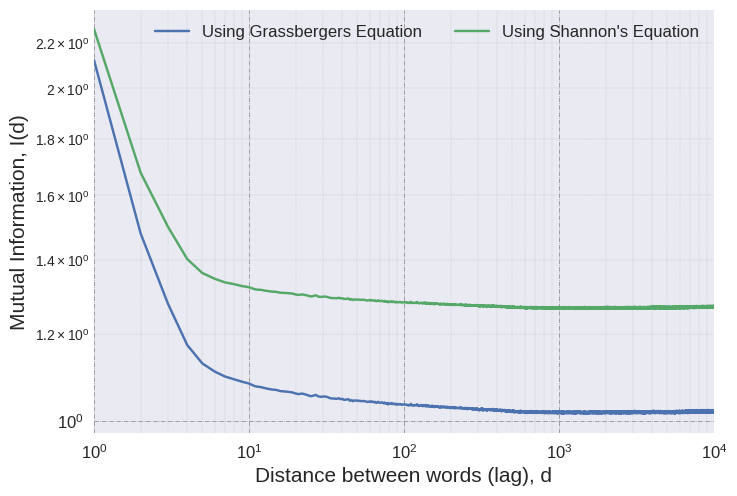 Using Grassbergers Equation
Using Shannon's Equation
2.2 × 10⁰
2 × 10⁰
1.8 × 10⁰
1.6 × 10⁰
1.4 × 10⁰
1.2 × 10⁰
10⁰
Mutual Information, I(d)
10⁰ 10¹ 10² 10³ 10⁴
Distance between words (lag), d